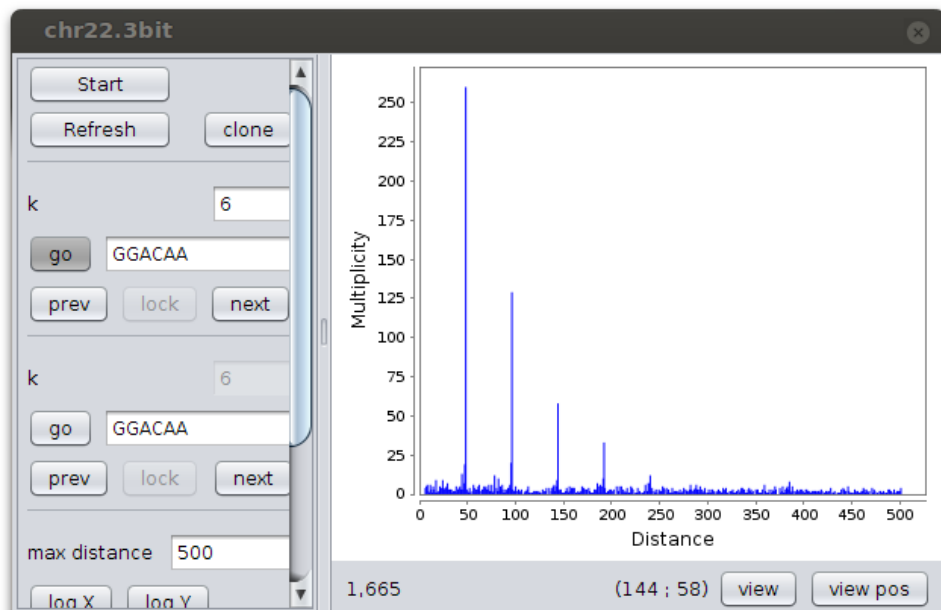 chr22.3bit
Start
Refresh clone
k 6
go GGACAA
prev lock next
k 6
go GGACAA
prev lock next
max distance 500
log X log Y
Multiplicity
250
225
200
175
150
125
100
75
50
25
0
0 50 100 150 200 250 300 350 400 450 500
Distance
1,665 (144 ; 58) view view pos